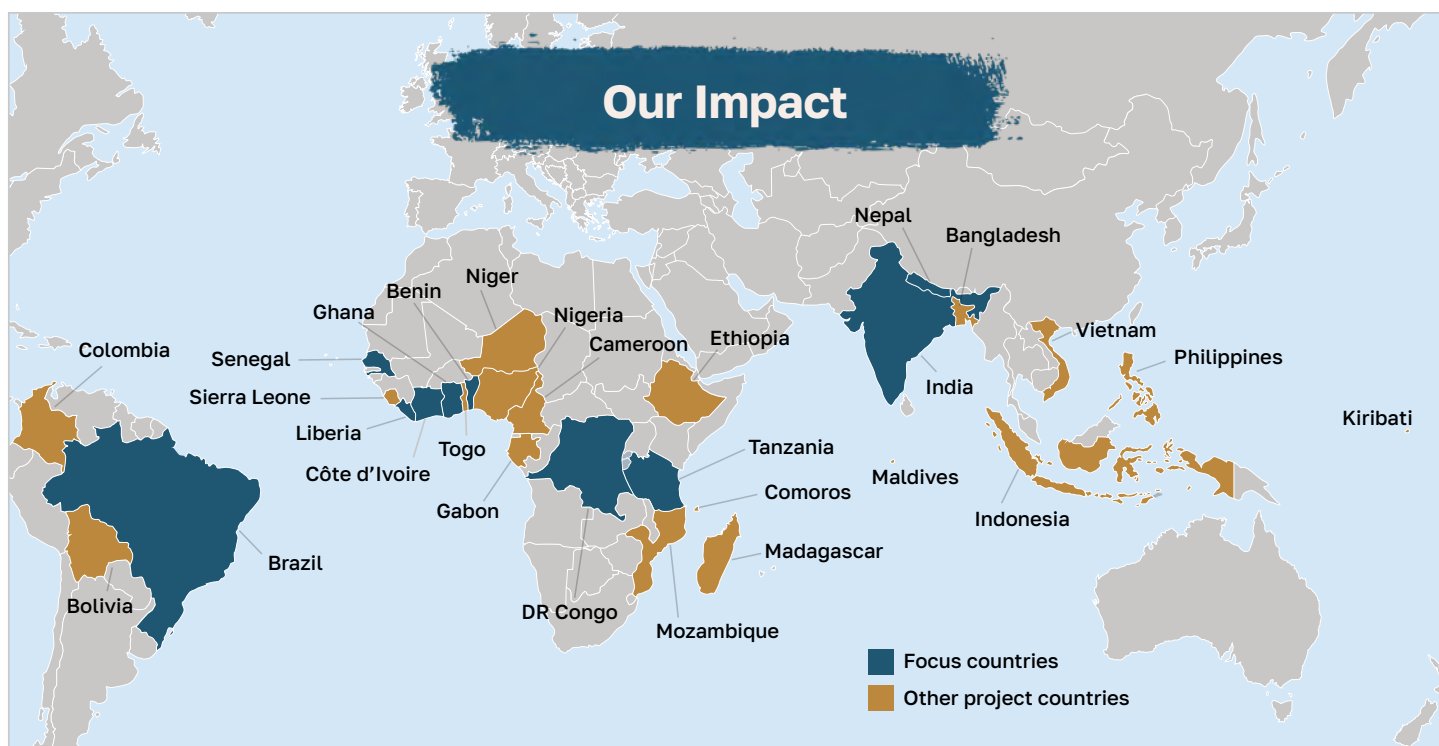 Our Impact
Nepal
Bangladesh
Niger
Benin
Ghana
Nigeria
Cameroon
Ethiopia
Vietnam
Philippines
Colombia
Senegal
Sierra Leone
India
Kiribati
Liberia
Togo
Côte d’Ivoire
Tanzania
Maldives
Comoros
Gabon
Indonesia
Madagascar
Brazil
Bolivia
DR Congo
Mozambique
Focus countries
Other project countries